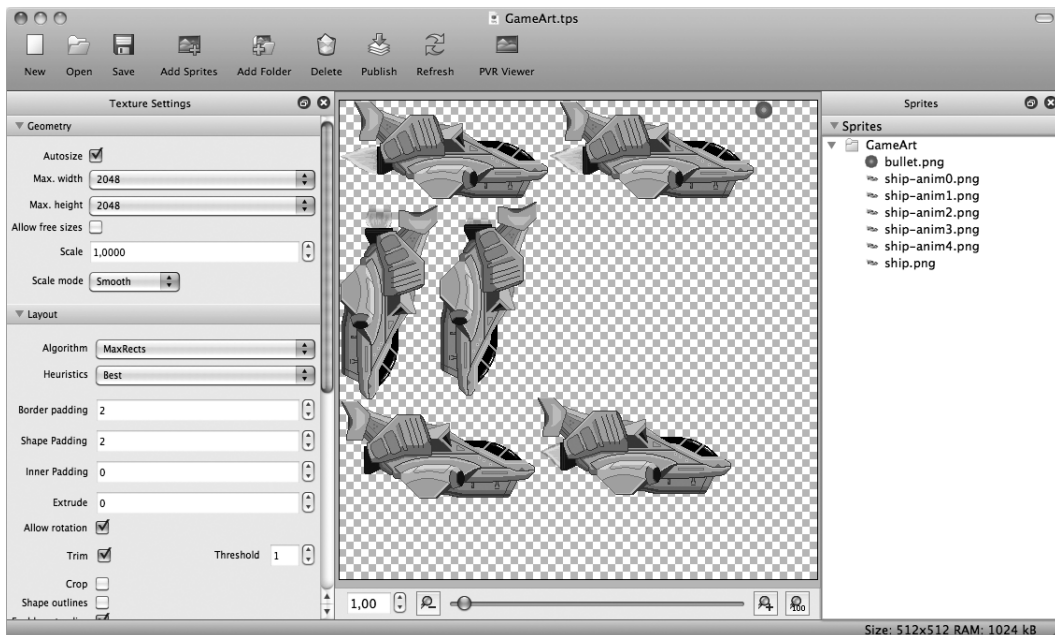 GameArt.tps
New Open Save Add Sprites Add Folder Delete Publish Refresh PVR Viewer
Texture Settings
Geometry
Autosize
Max. width 2048
Max. height 2048
Allow free sizes
Scale 1,0000
Scale mode Smooth
Layout
Algorithm MaxRects
Heuristics Best
Border padding 2
Shape Padding 2
Inner Padding 0
Extrude 0
Allow rotation
Trim Threshold 1
Crop
Shape outlines
1,00
100
Sprites
Sprites
GameArt
bullet.png
ship-anim0.png
ship-anim1.png
ship-anim2.png
ship-anim3.png
ship-anim4.png
ship.png
Size: 512x512 RAM: 1024 kB